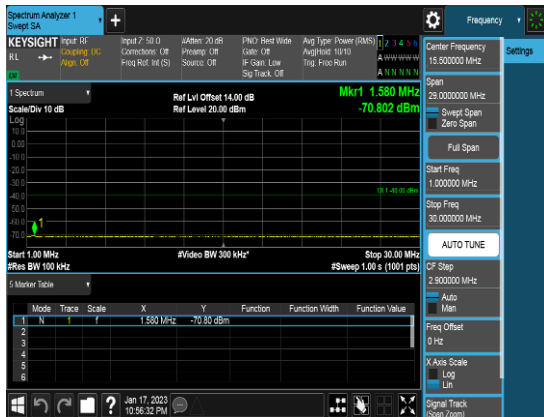 Spectrum Analyzer 1
Swept SA
+
Frequency
KEYSIGHT
RL
Input: RF
Coupling: DC
Align: Off
Input Z: 50 Ω
Corrections: Off
Freq Ref: Int (S)
#Atten: 20 dB
Preamp: Off
Source: Off
PNO: Best Wide
Gate: Off
IF Gain: Low
Sig Track: Off
Avg Type: Power (RMS)
Avg|Hold: 10/10
Trig: Free Run
1 2 3 4 5 6
A W W W W W
A N N N N N
1 Spectrum
Scale/Div 10 dB
Ref Lvl Offset 14.00 dB
Ref Level 20.00 dBm
Mkr1 1.580 MHz
-70.802 dBm
Log
10.0
0.00
-10.0
-20.0
-30.0
-40.0
-50.0
-60.0
-70.0
1
Start 1.00 MHz
#Res BW 100 kHz
#Video BW 300 kHz*
Stop 30.00 MHz
#Sweep 1.00 s (1001 pts)
5 Marker Table
Mode Trace Scale X Y Function Function Width Function Value
1 N 1 f 1.580 MHz -70.80 dBm
2
3
4
5
6
Jan 17, 2023
10:56:32 PM
Center Frequency
15.500000 MHz
Settings
Span
29.0000000 MHz
Swept Span
Zero Span
Full Span
Start Freq
1.000000 MHz
Stop Freq
30.000000 MHz
AUTO TUNE
CF Step
2.900000 MHz
Auto
Man
Freq Offset
0 Hz
X Axis Scale
Log
Lin
Signal Track
(Span Zoom)